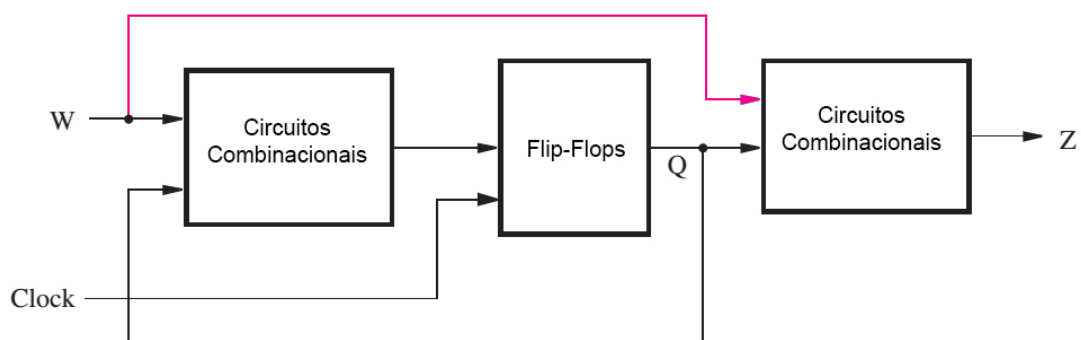 W
Circuitos
Combinacionais
Flip-Flops
Q
Circuitos
Combinacionais
Z
Clock